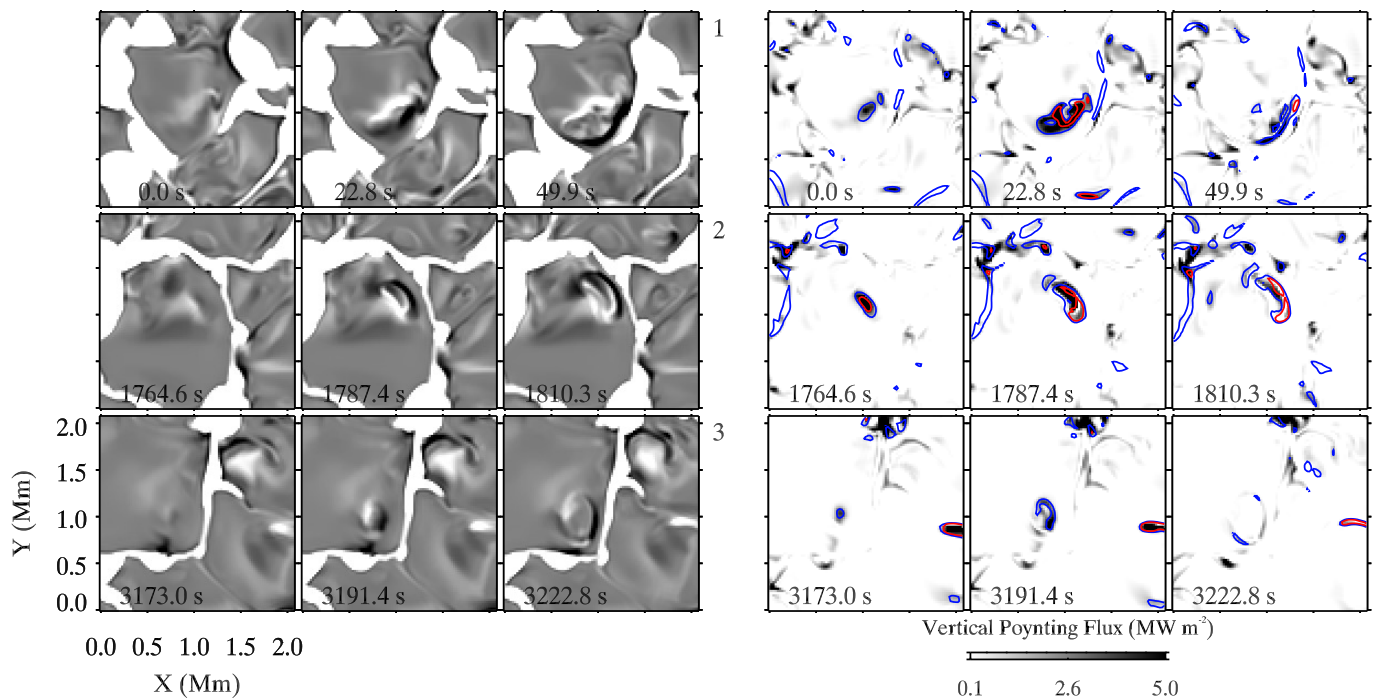 1
0.0 s 22.8 s 49.9 s 0.0 s 22.8 s 49.9 s
2
1764.6 s 1787.4 s 1810.3 s 1764.6 s 1787.4 s 1810.3 s
3
2.0
1.5
1.0
0.5
0.0
Y (Mm)
3173.0 s 3191.4 s 3222.8 s 3173.0 s 3191.4 s 3222.8 s
0.0 0.5 1.0 1.5 2.0
X (Mm)
Vertical Poynting Flux (MW m⁻²)
0.1 2.6 5.0